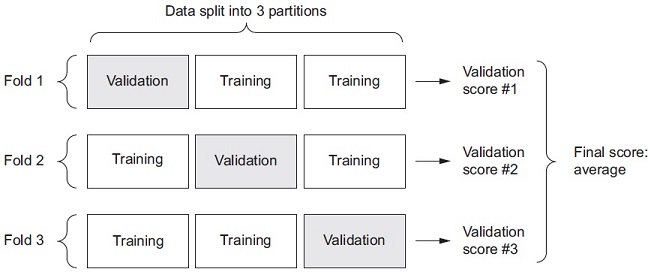 Data split into 3 partitions
Fold 1
Validation
Training
Training
Validation
score #1
Fold 2
Training
Validation
Training
Validation
score #2
Final score:
average
Fold 3
Training
Training
Validation
Validation
score #3